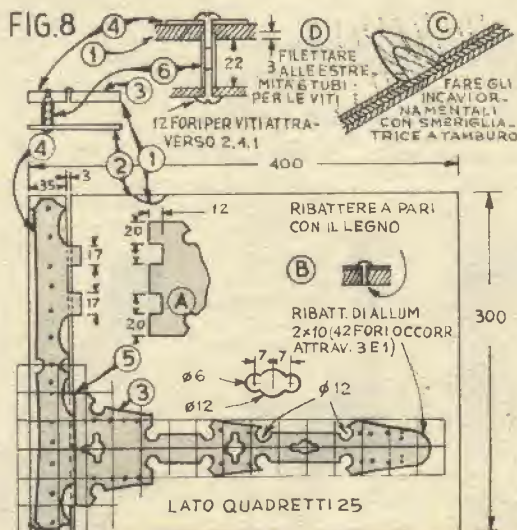 FIG.8
4
1
6
3
4
2
1
3
22
12 FORI PER VITI ATTRA-
VERSO 2,4,1
D
FILETTARE
ALLE ESTRE-
MITÀ 6 TUBI
PER LE VITI
C
FARE GLI
INCAVI OR-
NAMENTALI
CON SMERIGLIA-
TRICE A TAMBURO
400
35
3
12
20
17
17
20
A
RIBATTERE A PARI
CON IL LEGNO
B
RIBATT. DI ALLUM
2x10 (42 FORI OCCORR.
ATTRAV. 3 E 1)
300
5
3
7 7
ø6
ø12
ø12
LATO QUADRETTI 25